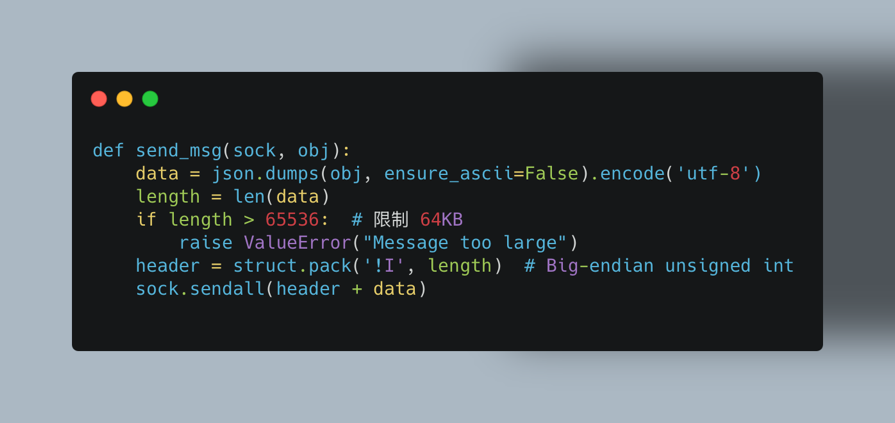 def send_msg(sock, obj):
    data = json.dumps(obj, ensure_ascii=False).encode('utf-8')
    length = len(data)
    if length > 65536:  # 限制 64KB
        raise ValueError("Message too large")
    header = struct.pack('!I', length)  # Big-endian unsigned int
    sock.sendall(header + data)